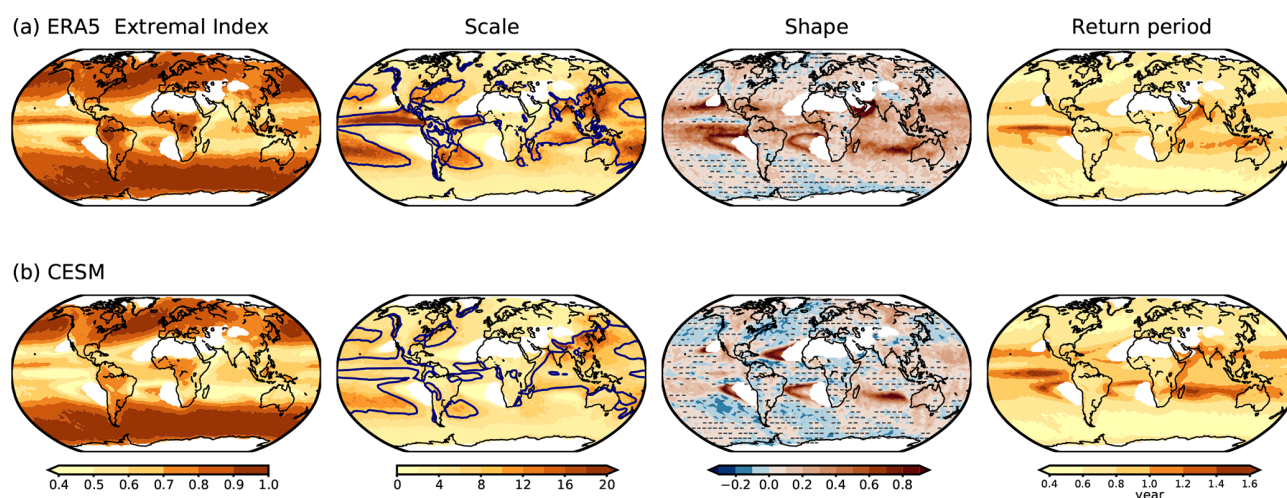 (a) ERA5 Extremal Index Scale Shape Return period
(b) CESM
0.4 0.5 0.6 0.7 0.8 0.9 1.0 0 4 8 12 16 20 −0.2 0.0 0.2 0.4 0.6 0.8 0.4 0.6 0.8 1.0 1.2 1.4 1.6
year